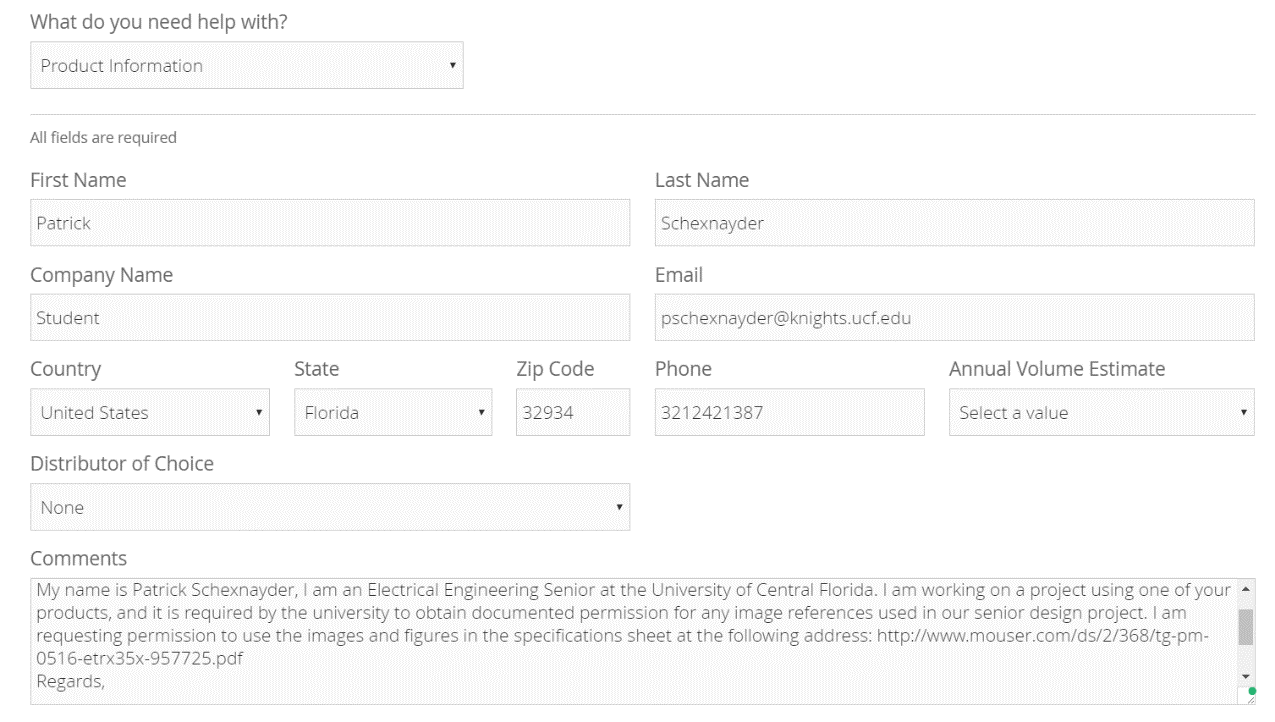 What do you need help with?
Product Information
All fields are required
First Name
Last Name
Patrick
Schexnayder
Company Name
Email
Student
pschexnayder@knights.ucf.edu
Country
State
Zip Code
Phone
Annual Volume Estimate
United States
Florida
32934
3212421387
Select a value
Distributor of Choice
None
Comments
My name is Patrick Schexnayder, I am an Electrical Engineering Senior at the University of Central Florida. I am working on a project using one of your
products, and it is required by the university to obtain documented permission for any image references used in our senior design project. I am
requesting permission to use the images and figures in the specifications sheet at the following address: http://www.mouser.com/ds/2/368/tg-pm-
0516-etrx35x-957725.pdf
Regards,